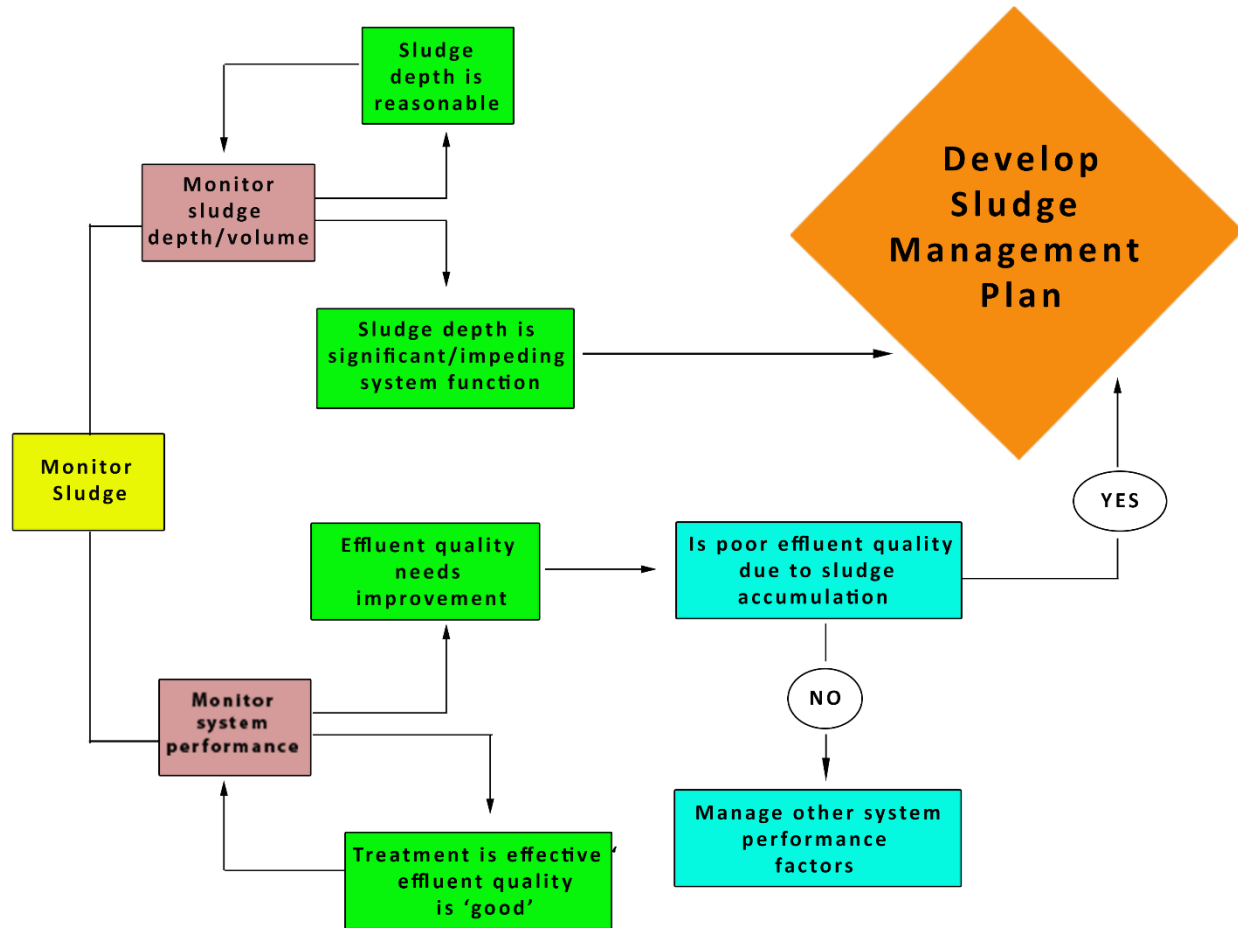 Sludge
depth is
reasonable
Monitor
sludge
depth/volume
Develop
Sludge
Management
Plan
Sludge depth is
significant/impeding
system function
Monitor
Sludge
Effluent quality
needs
improvement
Is poor effluent quality
due to sludge
accumulation
YES
NO
Monitor
system
performance
Manage other system
performance
factors
Treatment is effective ‘
effluent quality
is ‘good’